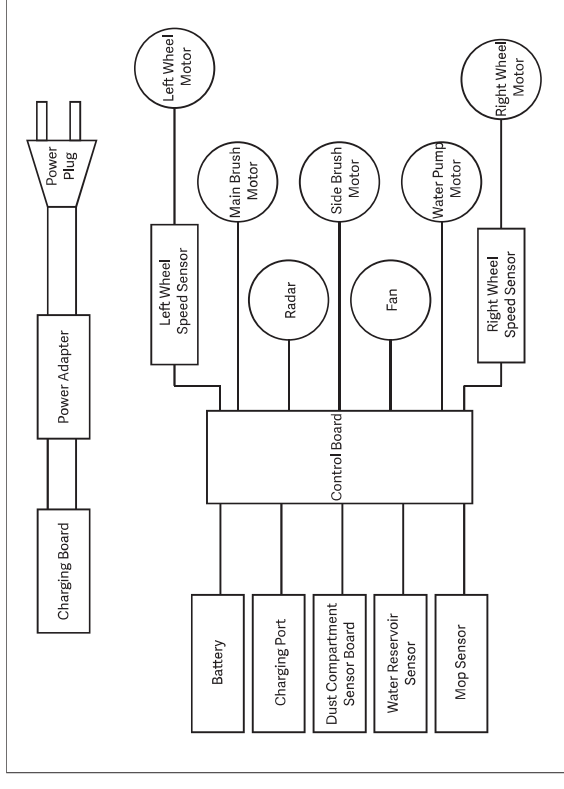 Power
Plug
Power Adapter
Charging Board
Left Wheel
Motor
Left Wheel
Speed Sensor
Main Brush
Motor
Radar
Side Brush
Motor
Fan
Water Pump
Motor
Right Wheel
Motor
Right Wheel
Speed Sensor
Control Board
Battery
Charging Port
Dust Compartment
Sensor Board
Water Reservoir
Sensor
Mop Sensor